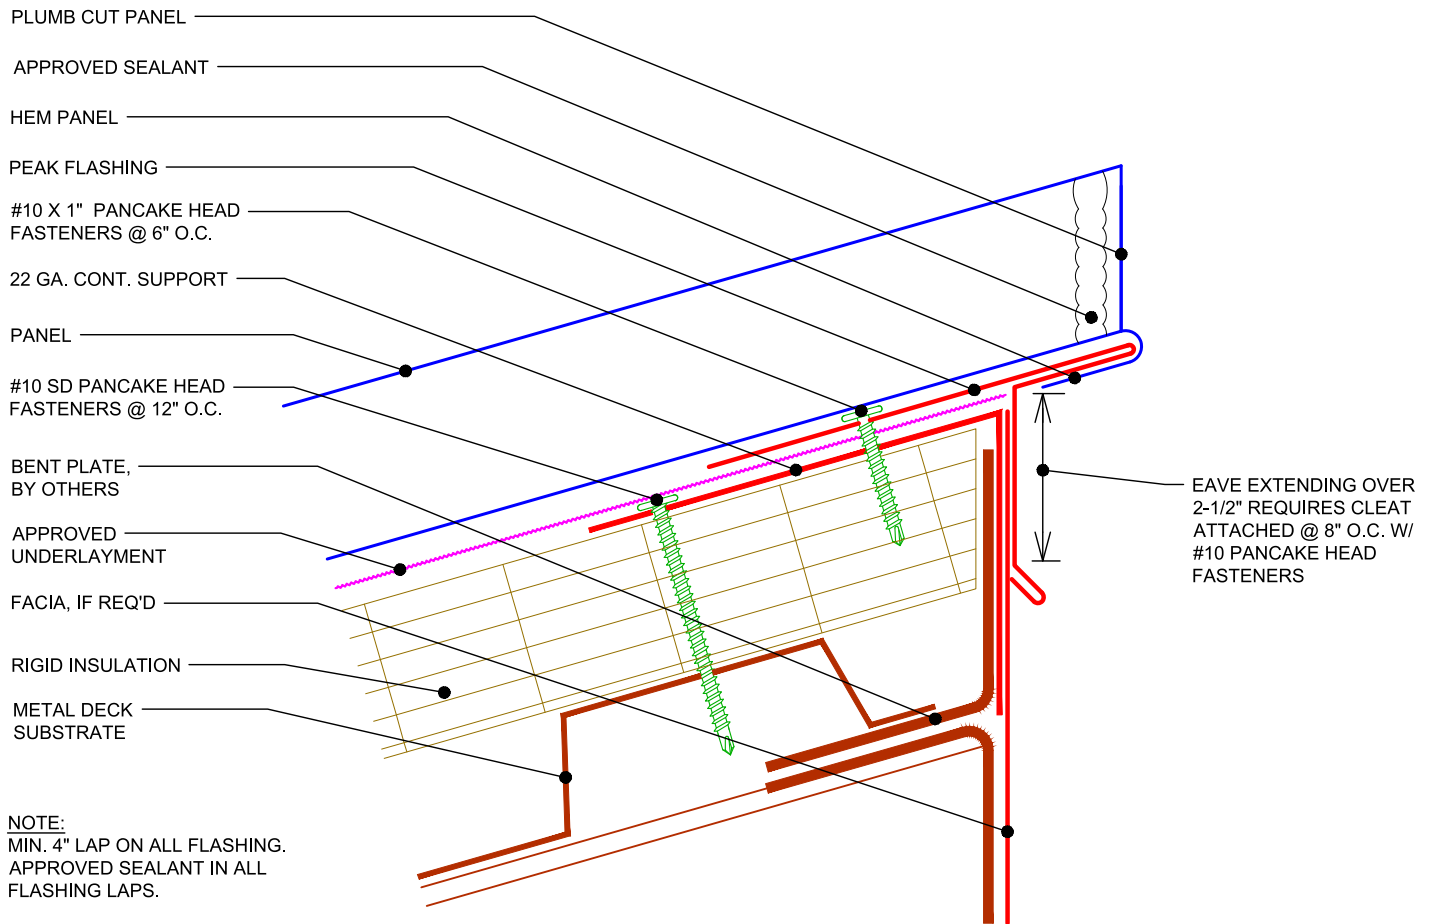 PLUMB CUT PANEL
APPROVED SEALANT
HEM PANEL
PEAK FLASHING
#10 X 1" PANCAKE HEAD
FASTENERS @ 6" O.C.
22 GA. CONT. SUPPORT
PANEL
#10 SD PANCAKE HEAD
FASTENERS @ 12" O.C.
BENT PLATE,
BY OTHERS
APPROVED
UNDERLAYMENT
FACIA, IF REQ'D
RIGID INSULATION
METAL DECK
SUBSTRATE
NOTE:
MIN. 4" LAP ON ALL FLASHING.
APPROVED SEALANT IN ALL
FLASHING LAPS.
EAVE EXTENDING OVER
2-1/2" REQUIRES CLEAT
ATTACHED @ 8" O.C. W/
#10 PANCAKE HEAD
FASTENERS